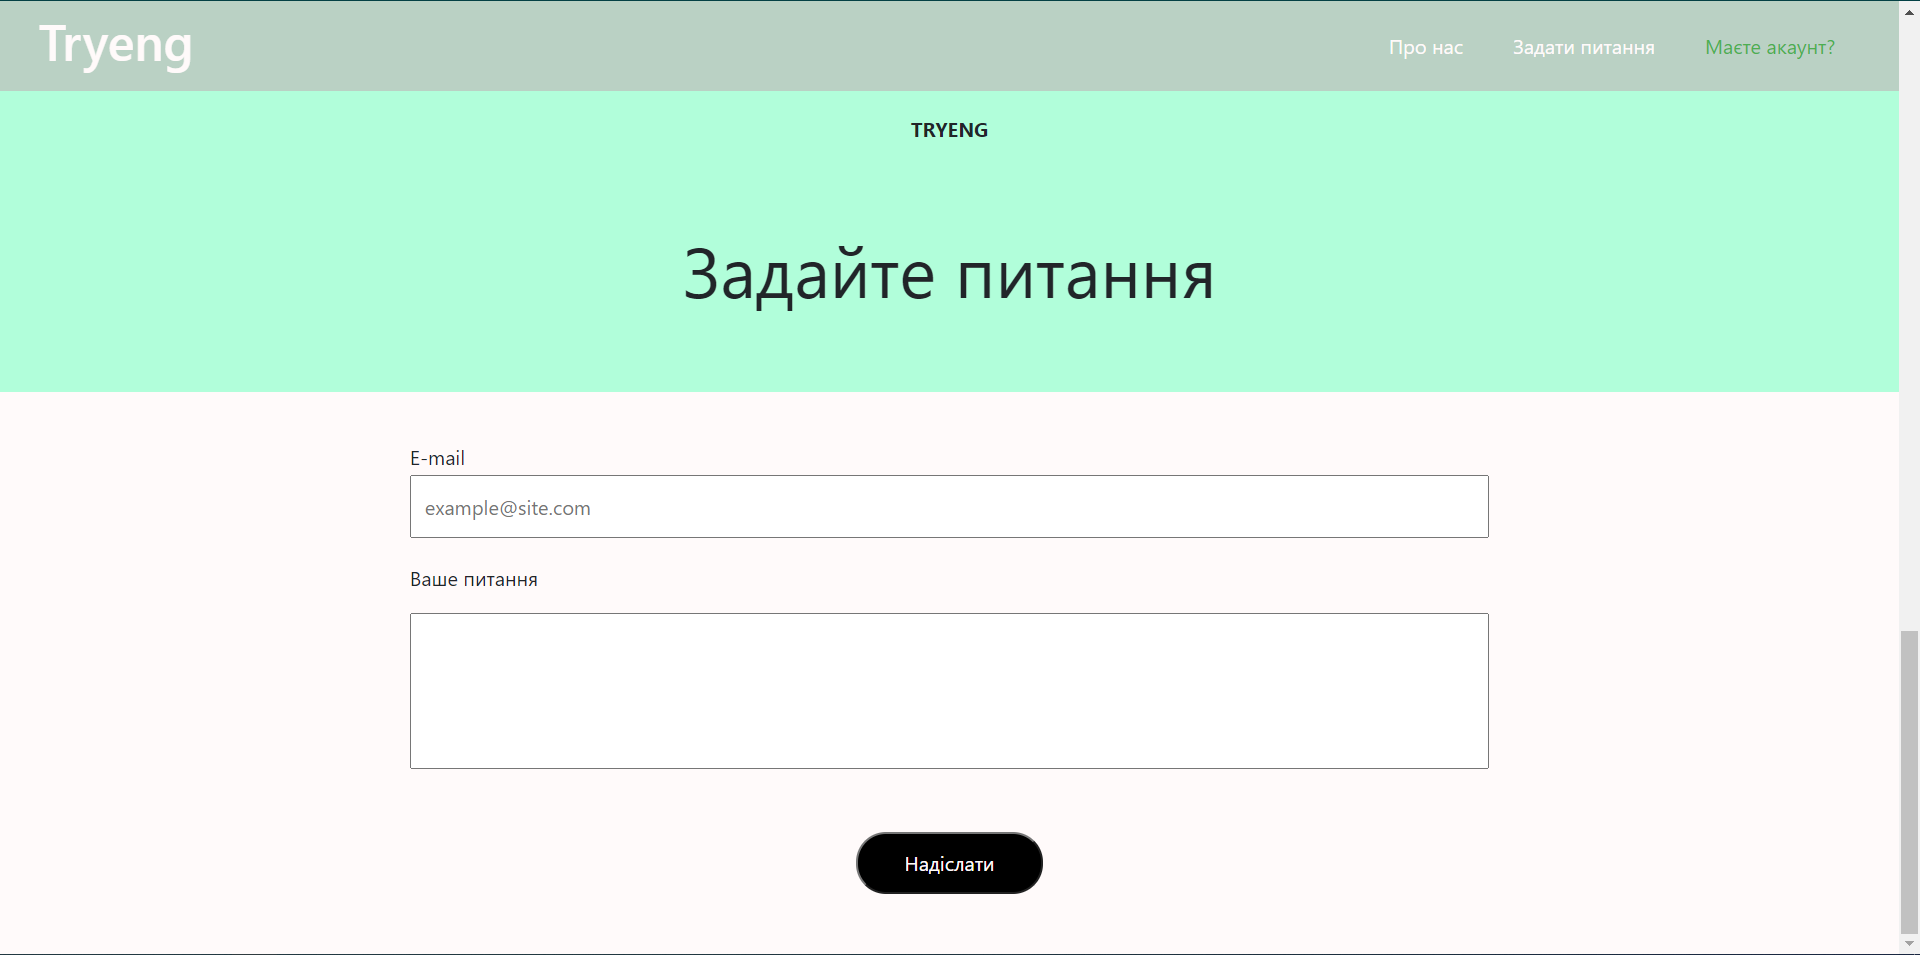 Tryeng
Про нас
Задати питання
Маєте акаунт?
TRYENG
Задайте питання
E-mail
example@site.com
Ваше питання
Надіслати